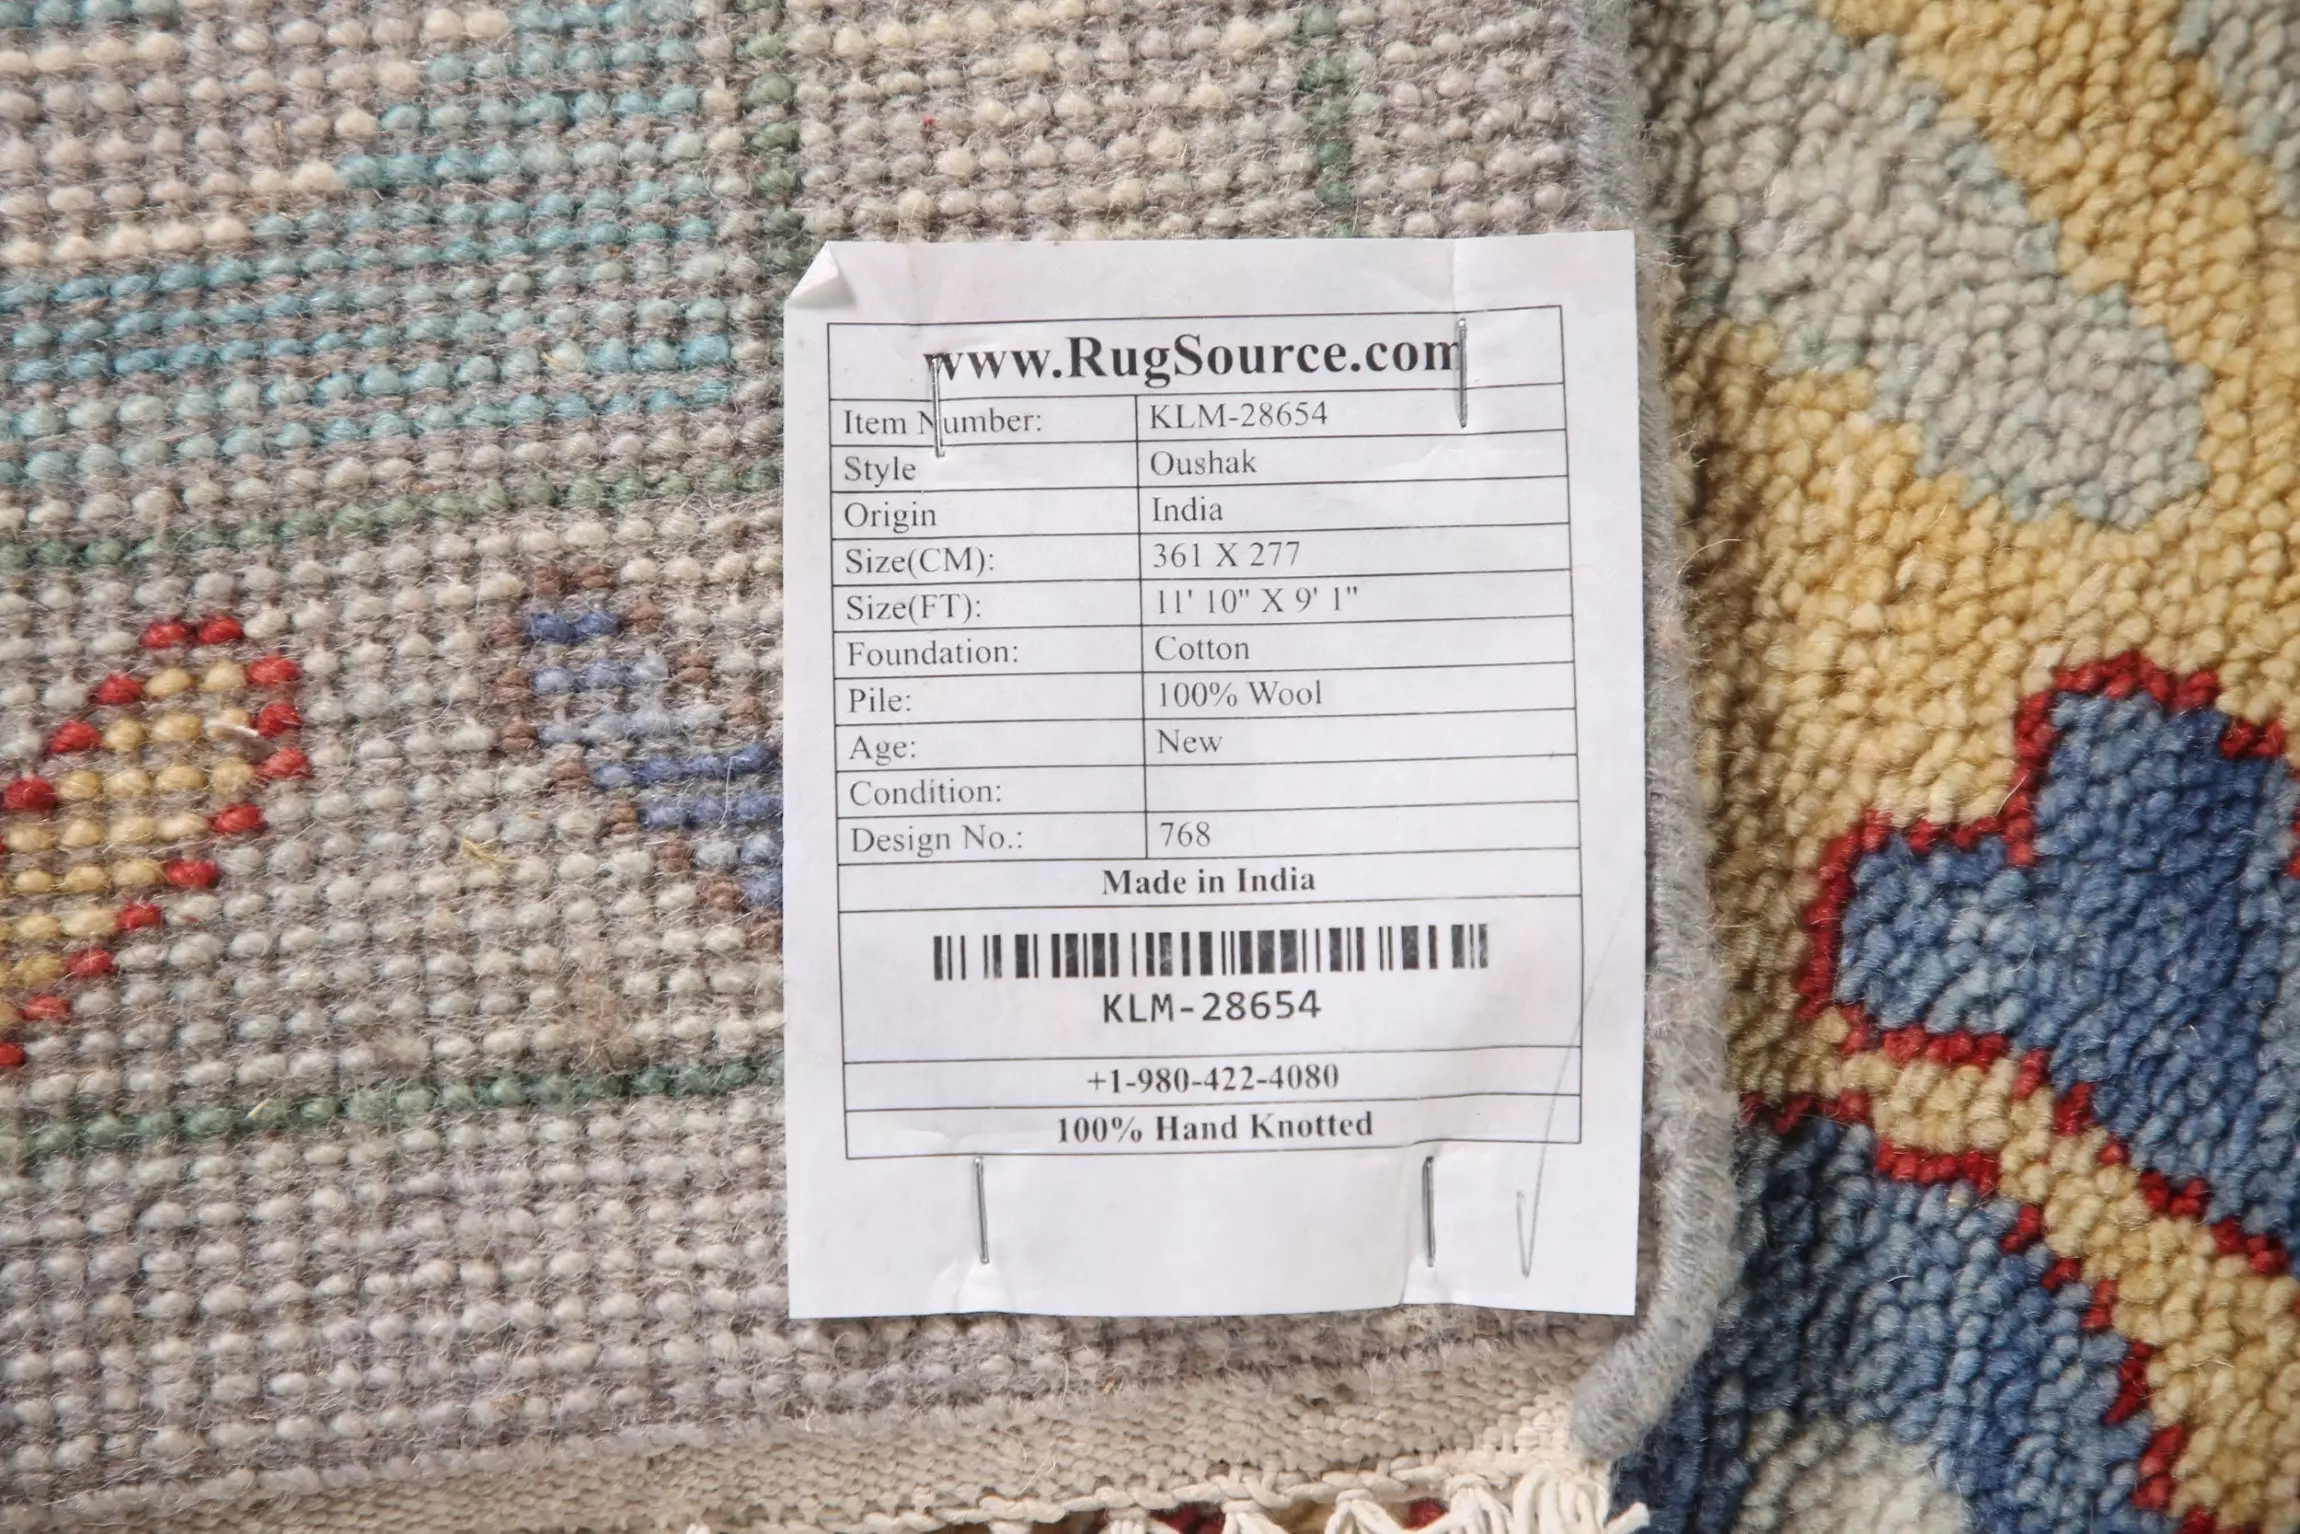 www.RugSource.com
Item Number: KLM-28654
Style Oushak
Origin India
Size(CM): 361 X 277
Size(FT): 11' 10" X 9' 1"
Foundation: Cotton
Pile: 100% Wool
Age: New
Condition:
Design No.: 768
Made in India
KLM-28654
+1-980-422-4080
100% Hand Knotted